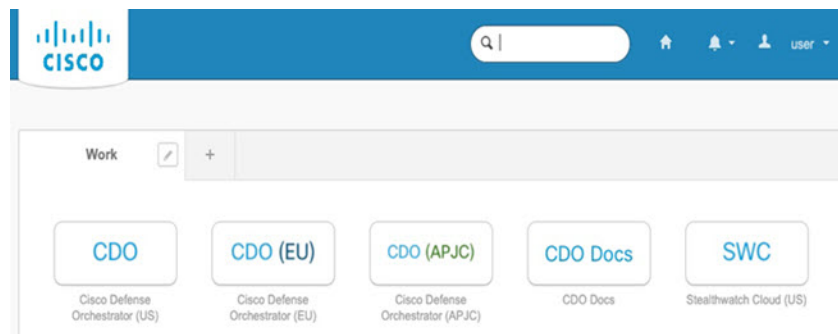 CISCO
user
Work
+
CDO
CDO (EU)
CDO (APJC)
CDO Docs
SWC
Cisco Defense
Orchestrator (US)
Cisco Defense
Orchestrator (EU)
Cisco Defense
Orchestrator (APJC)
CDO Docs
Stealthwatch Cloud (US)